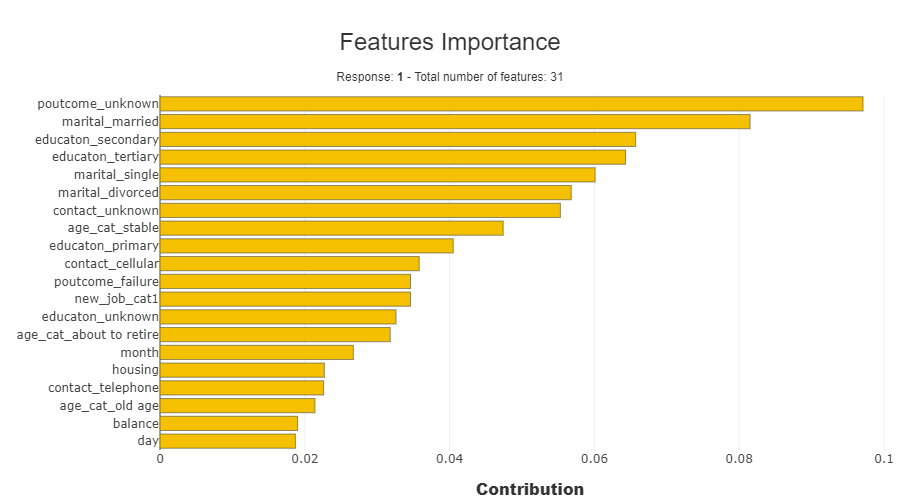 Features Importance
Response: 1 - Total number of features: 31
poutcome_unknown
marital_married
educaton_secondary
educaton_tertiary
marital_single
marital_divorced
contact_unknown
age_cat_stable
educaton_primary
contact_cellular
poutcome_failure
new_job_cat1
educaton_unknown
age_cat_about to retire
month
housing
contact_telephone
age_cat_old age
balance
day
0 0.02 0.04 0.06 0.08 0.1
Contribution